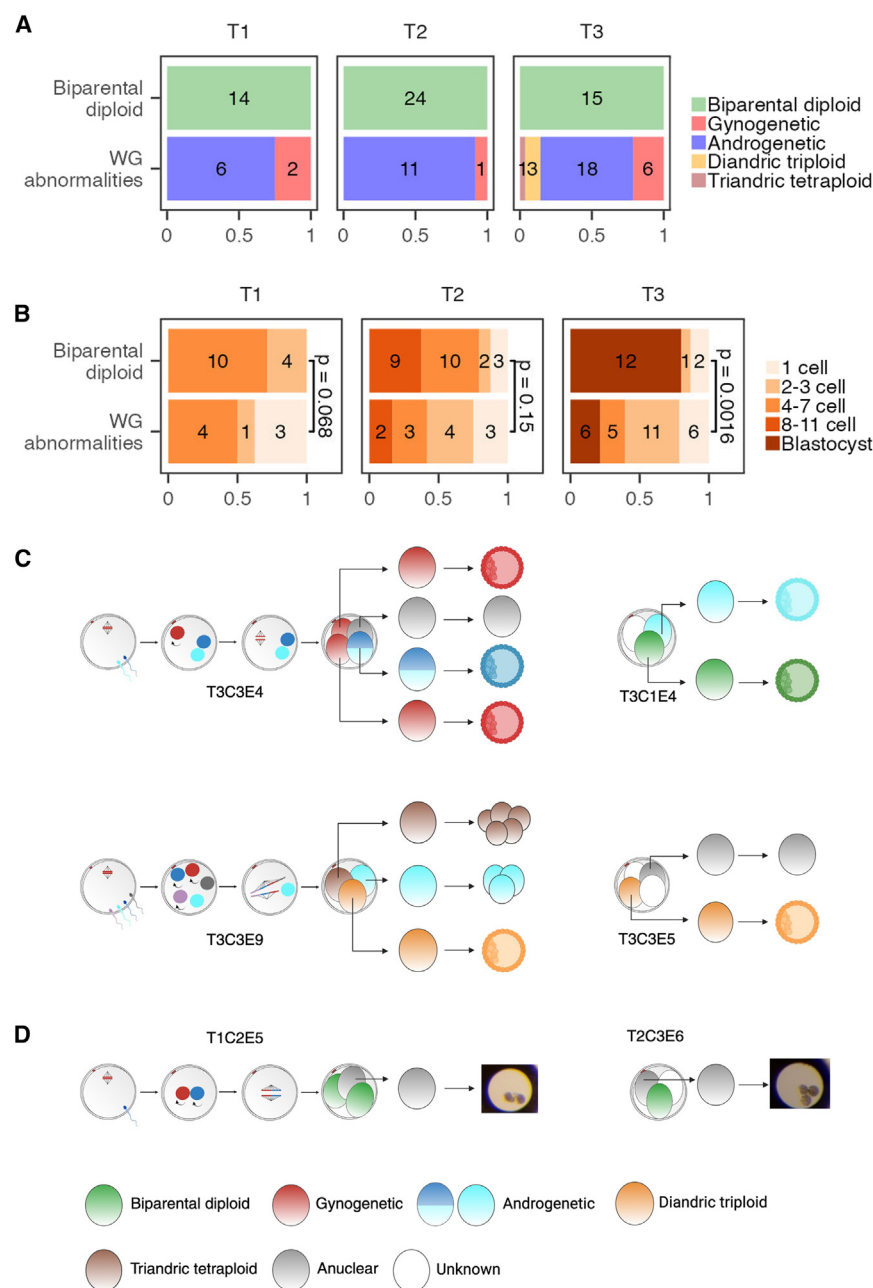 A
T1
T2
T3
Biparental
diploid
14
24
15
WG
abnormalities
6
2
11
1
1
3
18
6
0
0.5
1
0
0.5
1
0
0.5
1
Biparental diploid
Gynogenetic
Androgenetic
Diandric triploid
Triandric tetraploid
B
T1
T2
T3
Biparental
diploid
10
4
9
10
2
3
12
1
2
WG
abnormalities
4
1
3
2
3
4
3
6
5
11
6
p = 0.068
p = 0.15
p = 0.0016
0
0.5
1
0
0.5
1
0
0.5
1
1 cell
2-3 cell
4-7 cell
8-11 cell
Blastocyst
C
T3C3E4
T3C1E4
T3C3E9
T3C3E5
D
T1C2E5
T2C3E6
Biparental diploid
Gynogenetic
Androgenetic
Diandric triploid
Triandric tetraploid
Anuclear
Unknown